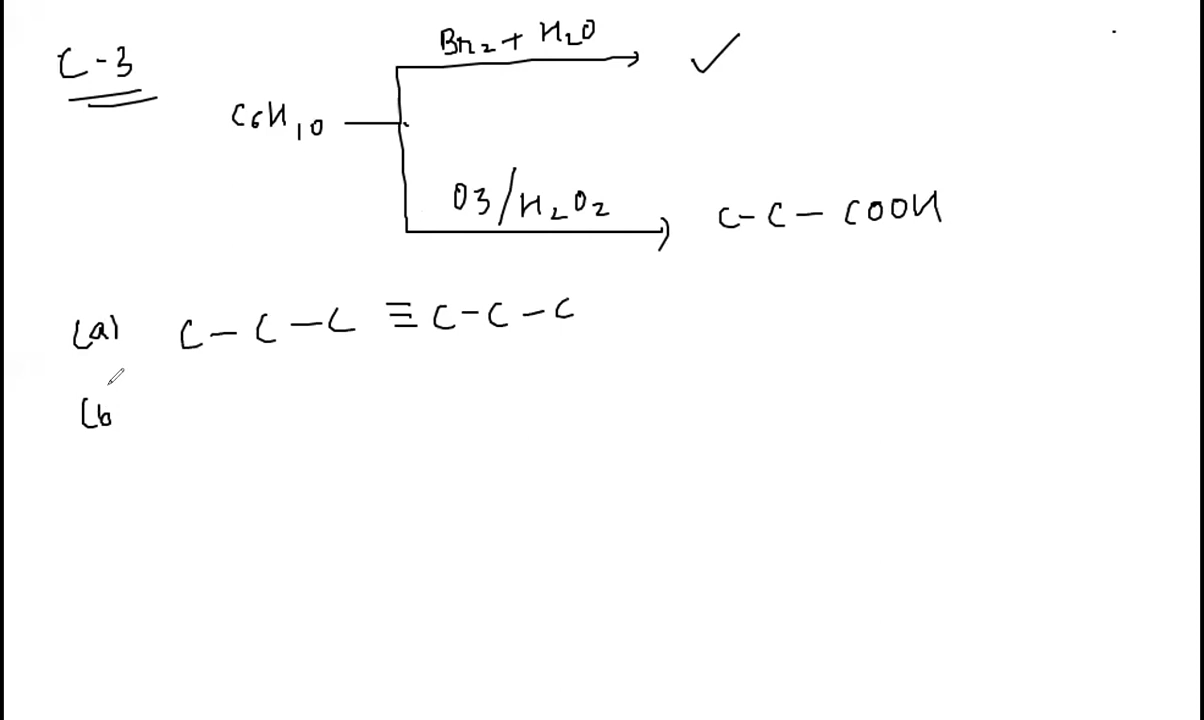 C-3
Br2 + H2O
C6H10
O3/H2O2
C-C-COOH
(a) C-C-C≡C-C-C
(b